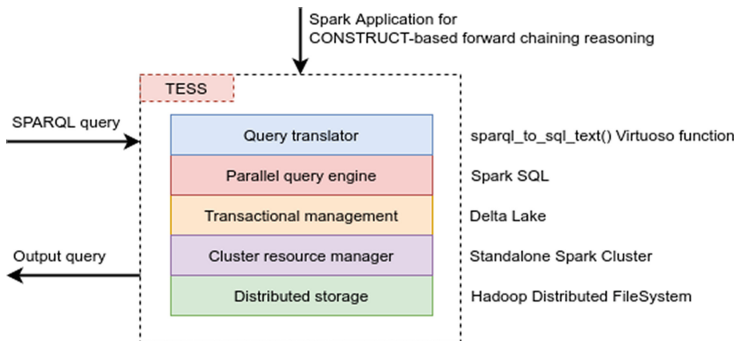 Spark Application for
CONSTRUCT-based forward chaining reasoning
TESS
SPARQL query
Query translator
sparql_to_sql_text() Virtuoso function
Parallel query engine
Spark SQL
Transactional management
Delta Lake
Output query
Cluster resource manager
Standalone Spark Cluster
Distributed storage
Hadoop Distributed FileSystem